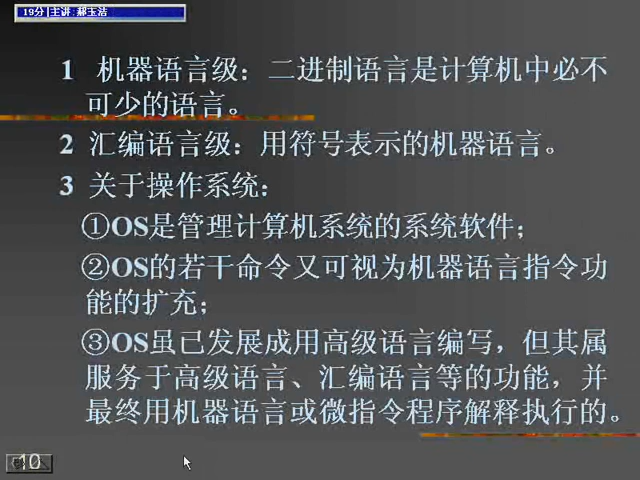 19分|主讲:郝玉洁
1 机器语言级：二进制语言是计算机中必不
可少的语言。
2 汇编语言级：用符号表示的机器语言。
3 关于操作系统：
①OS是管理计算机系统的系统软件；
②OS的若干命令又可视为机器语言指令功
能的扩充；
③OS虽已发展成用高级语言编写，但其属
服务于高级语言、汇编语言等的功能，并
最终用机器语言或微指令程序解释执行的。
10